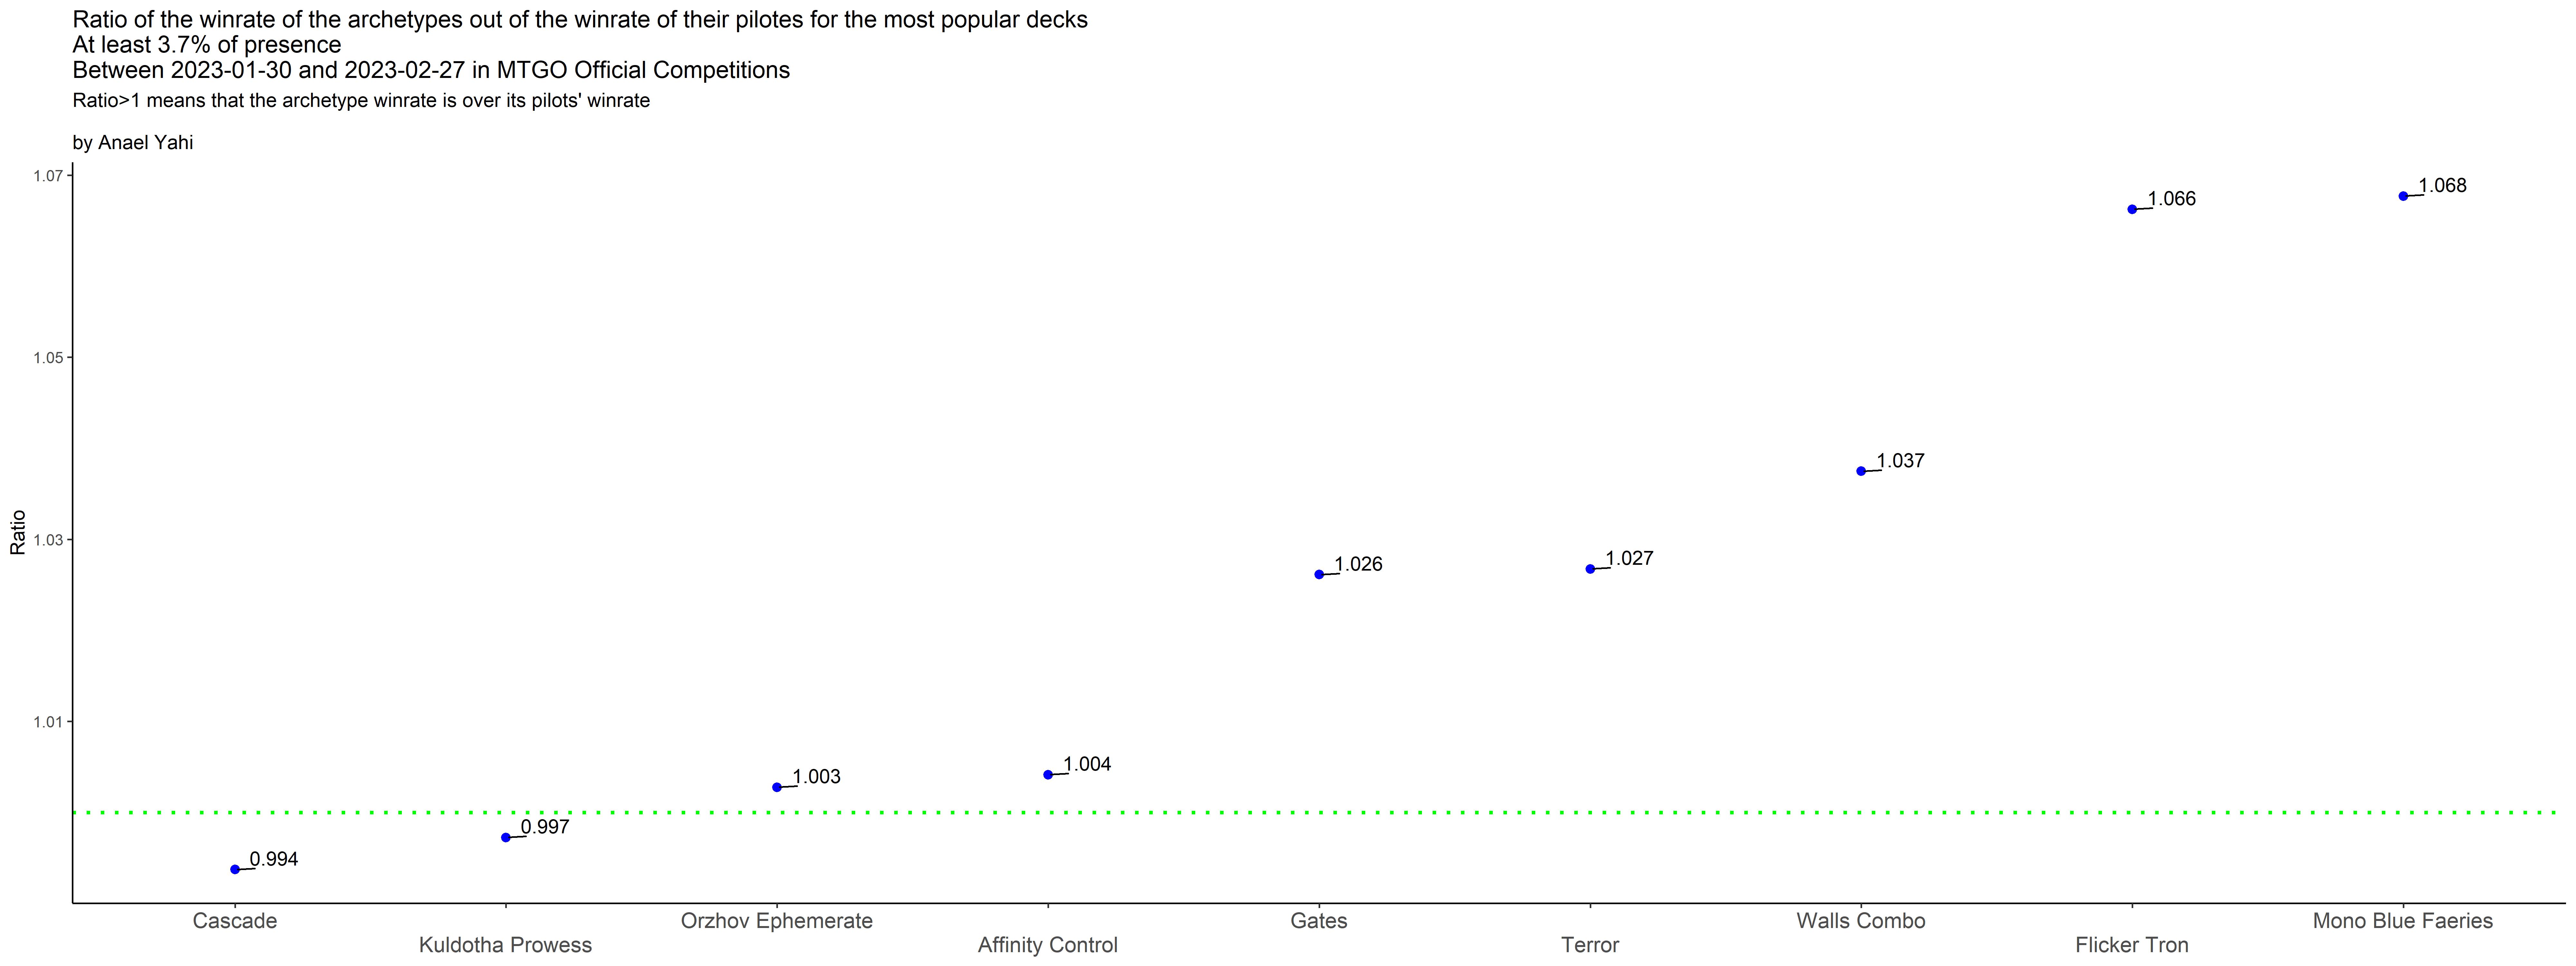 Ratio of the winrate of the archetypes out of the winrate of their pilotes for the most popular decks
At least 3.7% of presence
Between 2023-01-30 and 2023-02-27 in MTGO Official Competitions
Ratio>1 means that the archetype winrate is over its pilots' winrate
by Anael Yahi
1.07
1.068
1.066
1.05
1.037
Ratio
1.03
1.027
1.026
1.01
1.004
1.003
0.997
0.994
Cascade
Orzhov Ephemerate
Gates
Walls Combo
Mono Blue Faeries
Kuldotha Prowess
Affinity Control
Terror
Flicker Tron